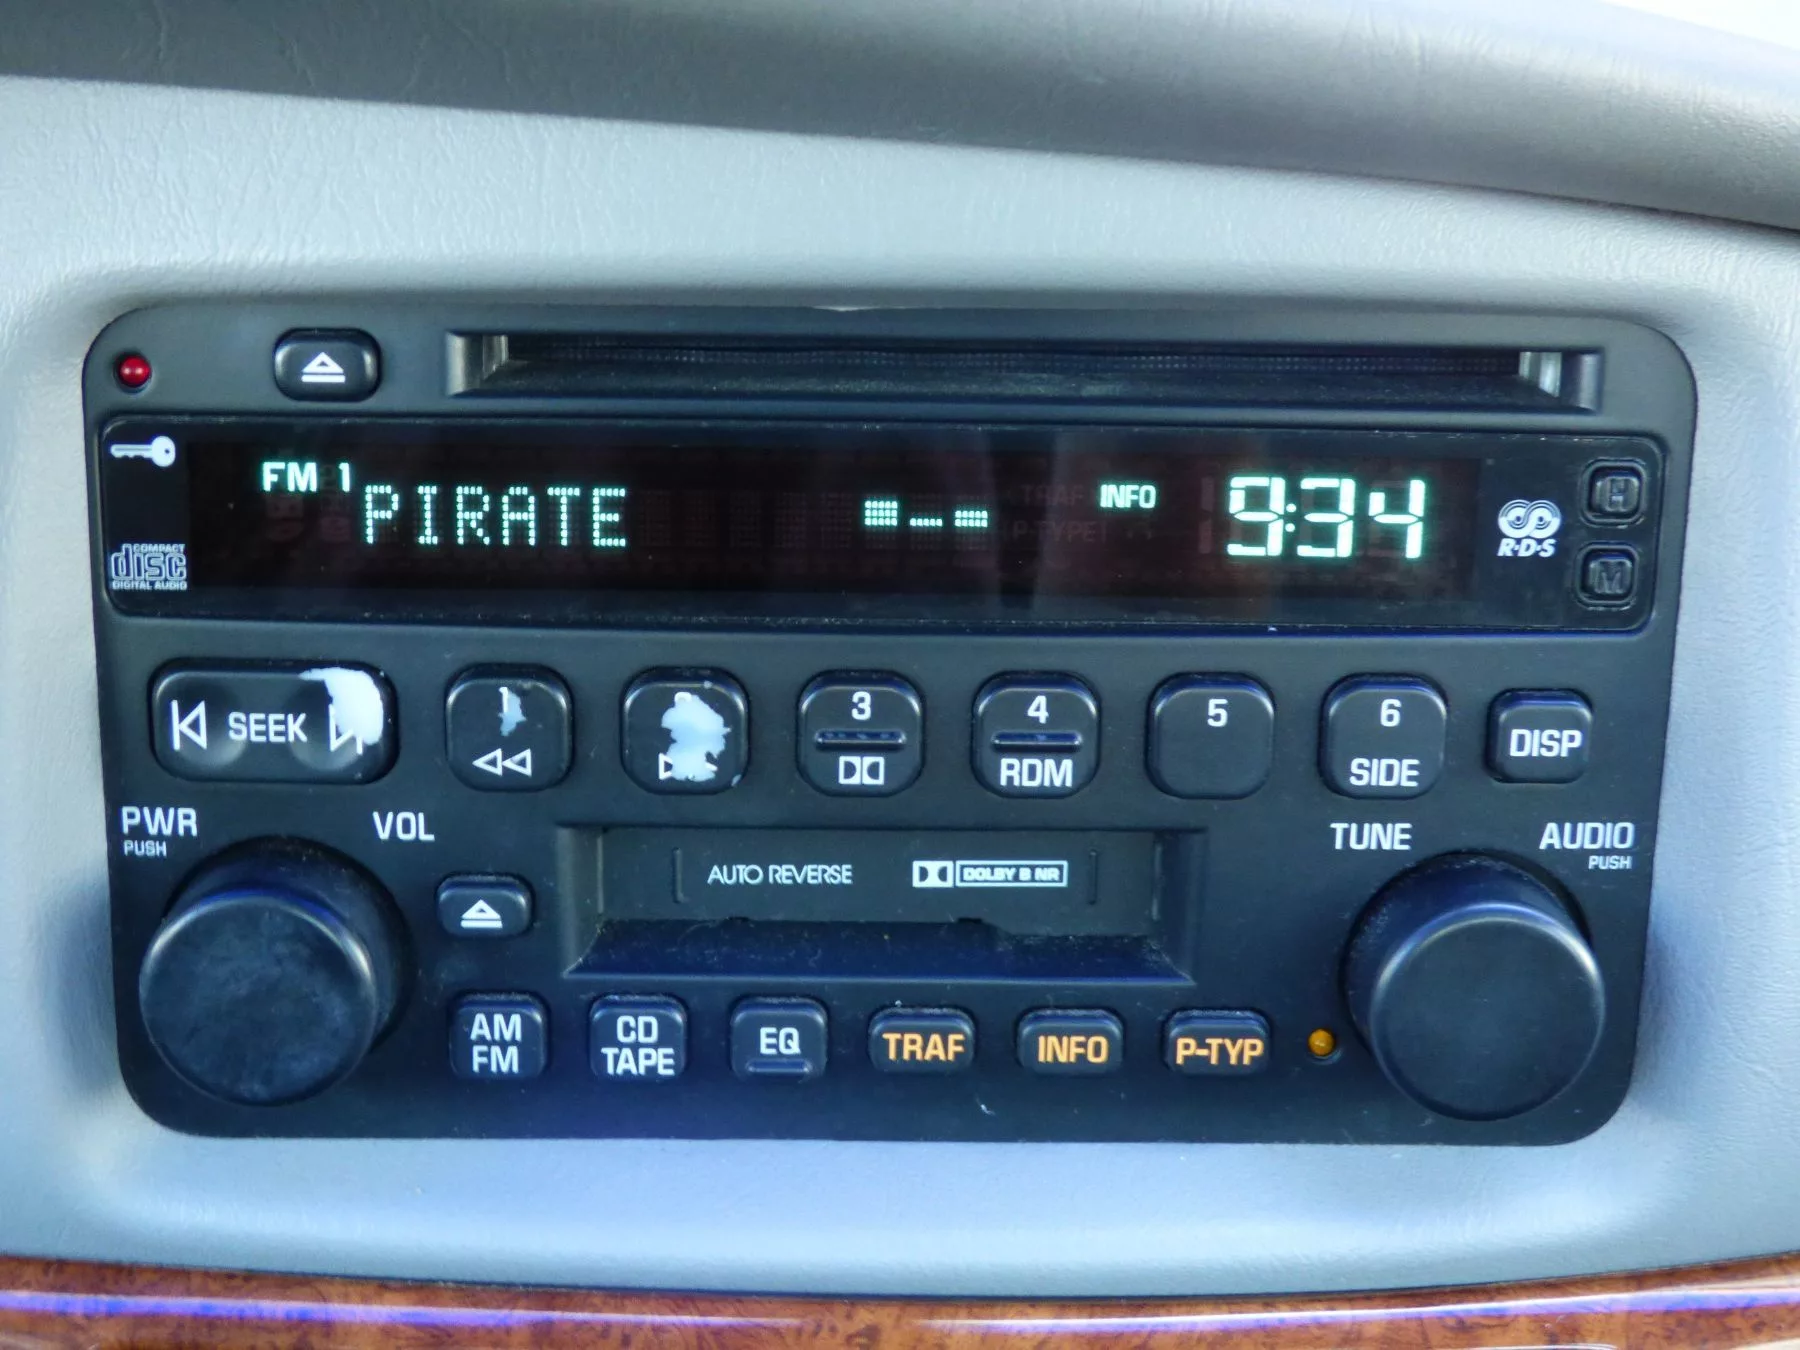 FM 1
PIRATE
INFO
9:34
COMPACT
disc
DIGITAL AUDIO
R·D·S
H
M
SEEK
1
2
3
4
RDM
5
6
SIDE
DISP
PWR
PUSH
VOL
AUTO REVERSE
DOLBY B NR
TUNE
AUDIO
PUSH
AM
FM
CD
TAPE
EQ
TRAF
INFO
P-TYP